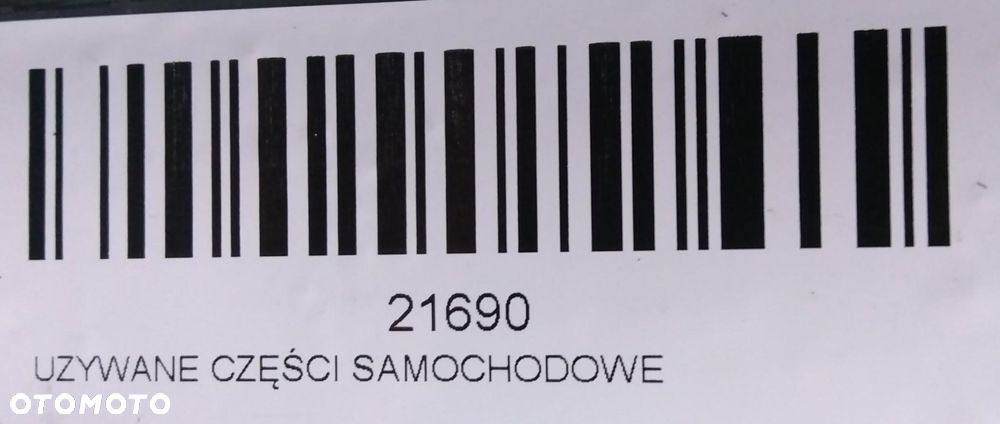 21690
UZYWANE CZĘŚCI SAMOCHODOWE
OTOMOTO